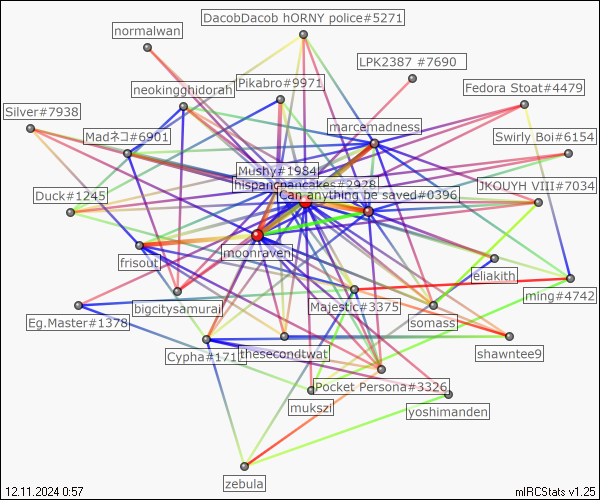 DacobDacob hORNY police#5271
normalwan
LPK2387 #7690
Pikabro#9971
neokingghidorah
Fedora Stoat#4479
Silver#7938
marcemadness
Madネコ#6901
Swirly Boi#6154
Mushy#1984
hispanicpancakes#2928
JKOUYH VIII#7034
Duck#1245
Can anything be saved#0396
moonraven
frisout
eliakith
bigcitysamurai
Majestic#3375
ming#4742
Eg.Master#1378
somass
Cypha#171
thesecondtwat
shawntee9
Pocket Persona#3326
mukszi
yoshimanden
zebula
12.11.2024 0:57
mIRCStats v1.25